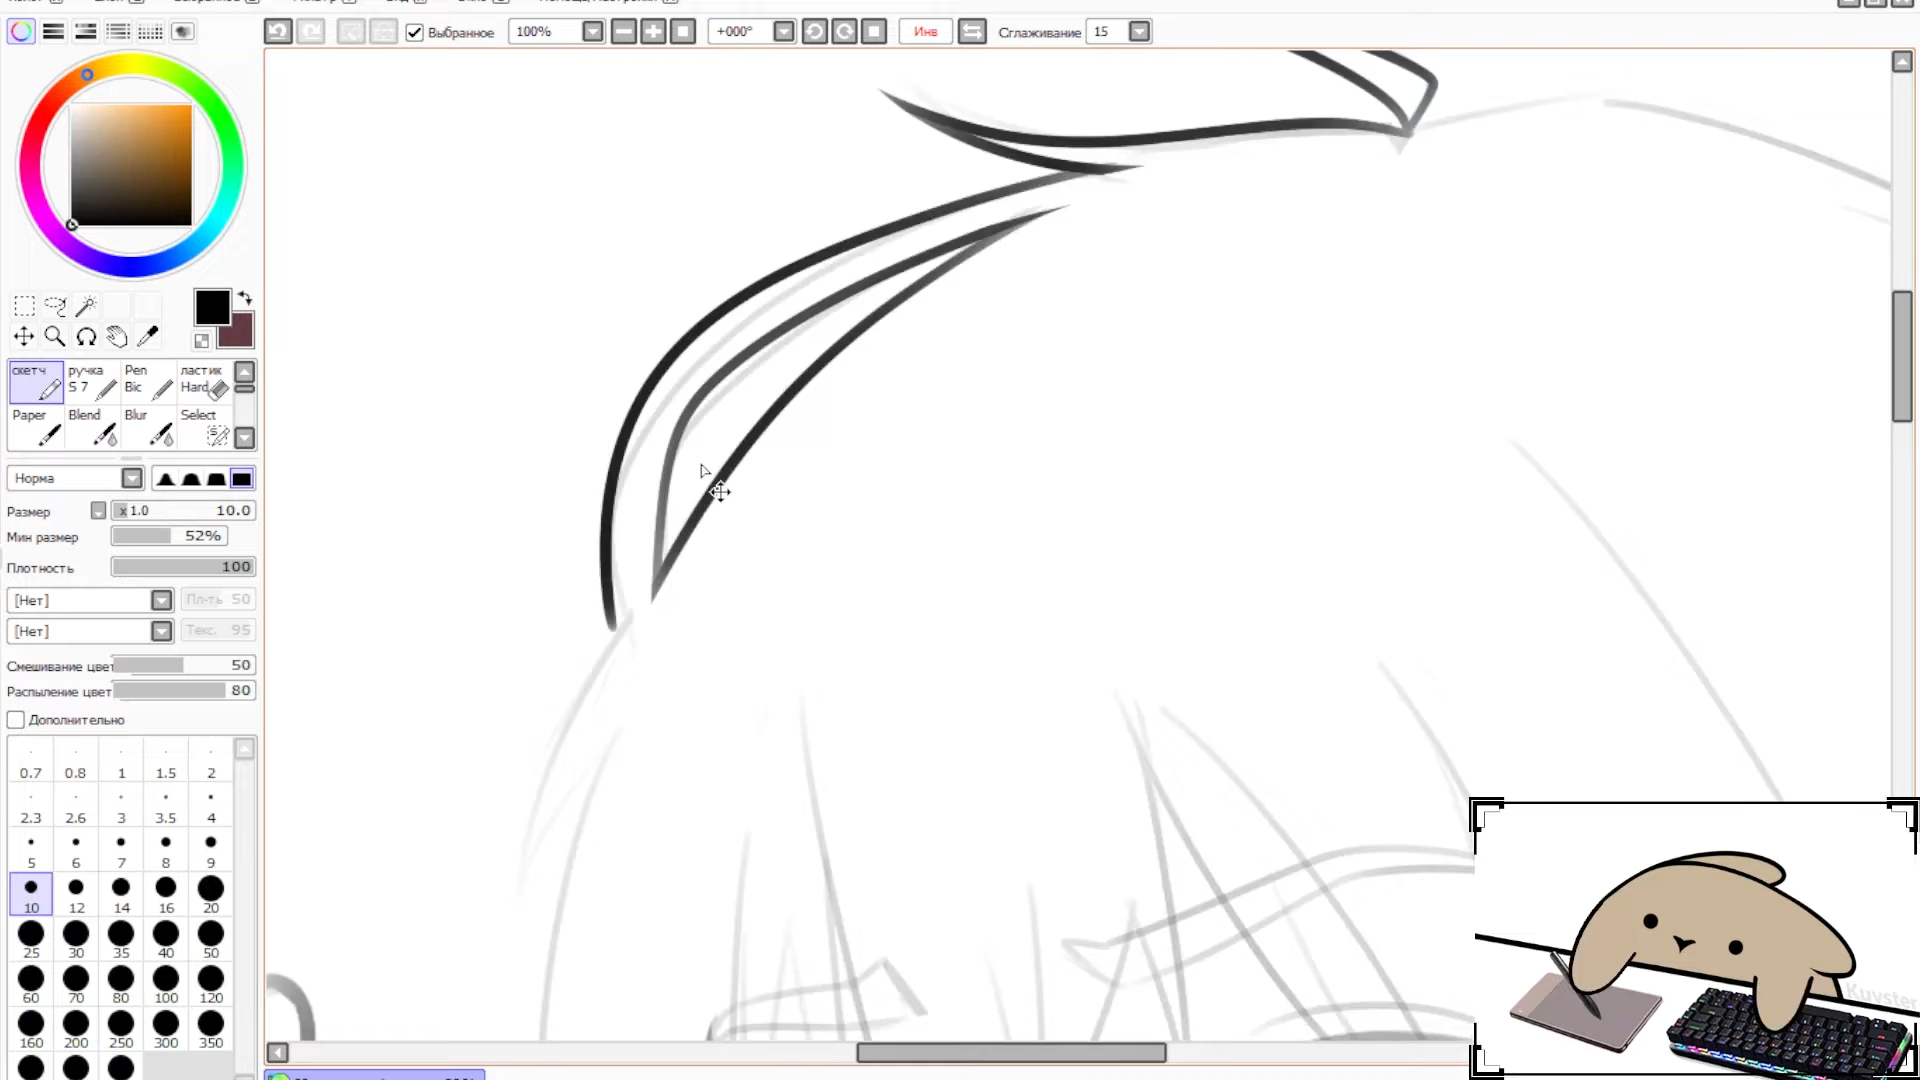 Выбранное 100% +000° Инв Сглаживание 15
скетч ручка Pen ластик
S 7 Bic Hard
Paper Blend Blur Select
Норма
Размер x 1.0 10.0
Мин размер 52%
Плотность 100
[Нет] Пл-ть 50
[Нет] Текс. 95
Смешивание цвет 50
Распыление цвет 80
Дополнительно
0.7 0.8 1 1.5 2
2.3 2.6 3 3.5 4
5 6 7 8 9
10 12 14 16 20
25 30 35 40 50
60 70 80 100 120
160 200 250 300 350
Kuvster